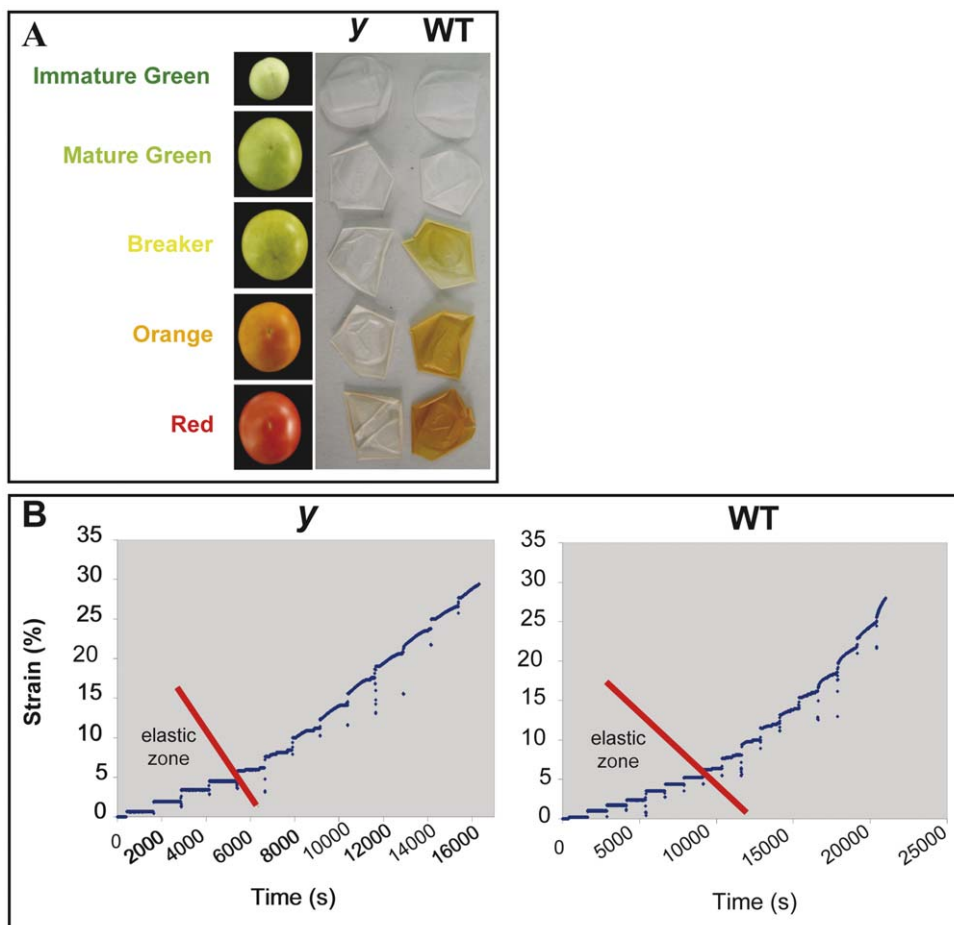 A
y WT
Immature Green
Mature Green
Breaker
Orange
Red
B
y
WT
Strain (%)
35
30
25
20
15
10
5
0
elastic
zone
0 2000 4000 6000 8000 10000 12000 14000 16000
Time (s)
35
30
25
20
15
10
5
0
elastic
zone
0 5000 10000 15000 20000 25000
Time (s)